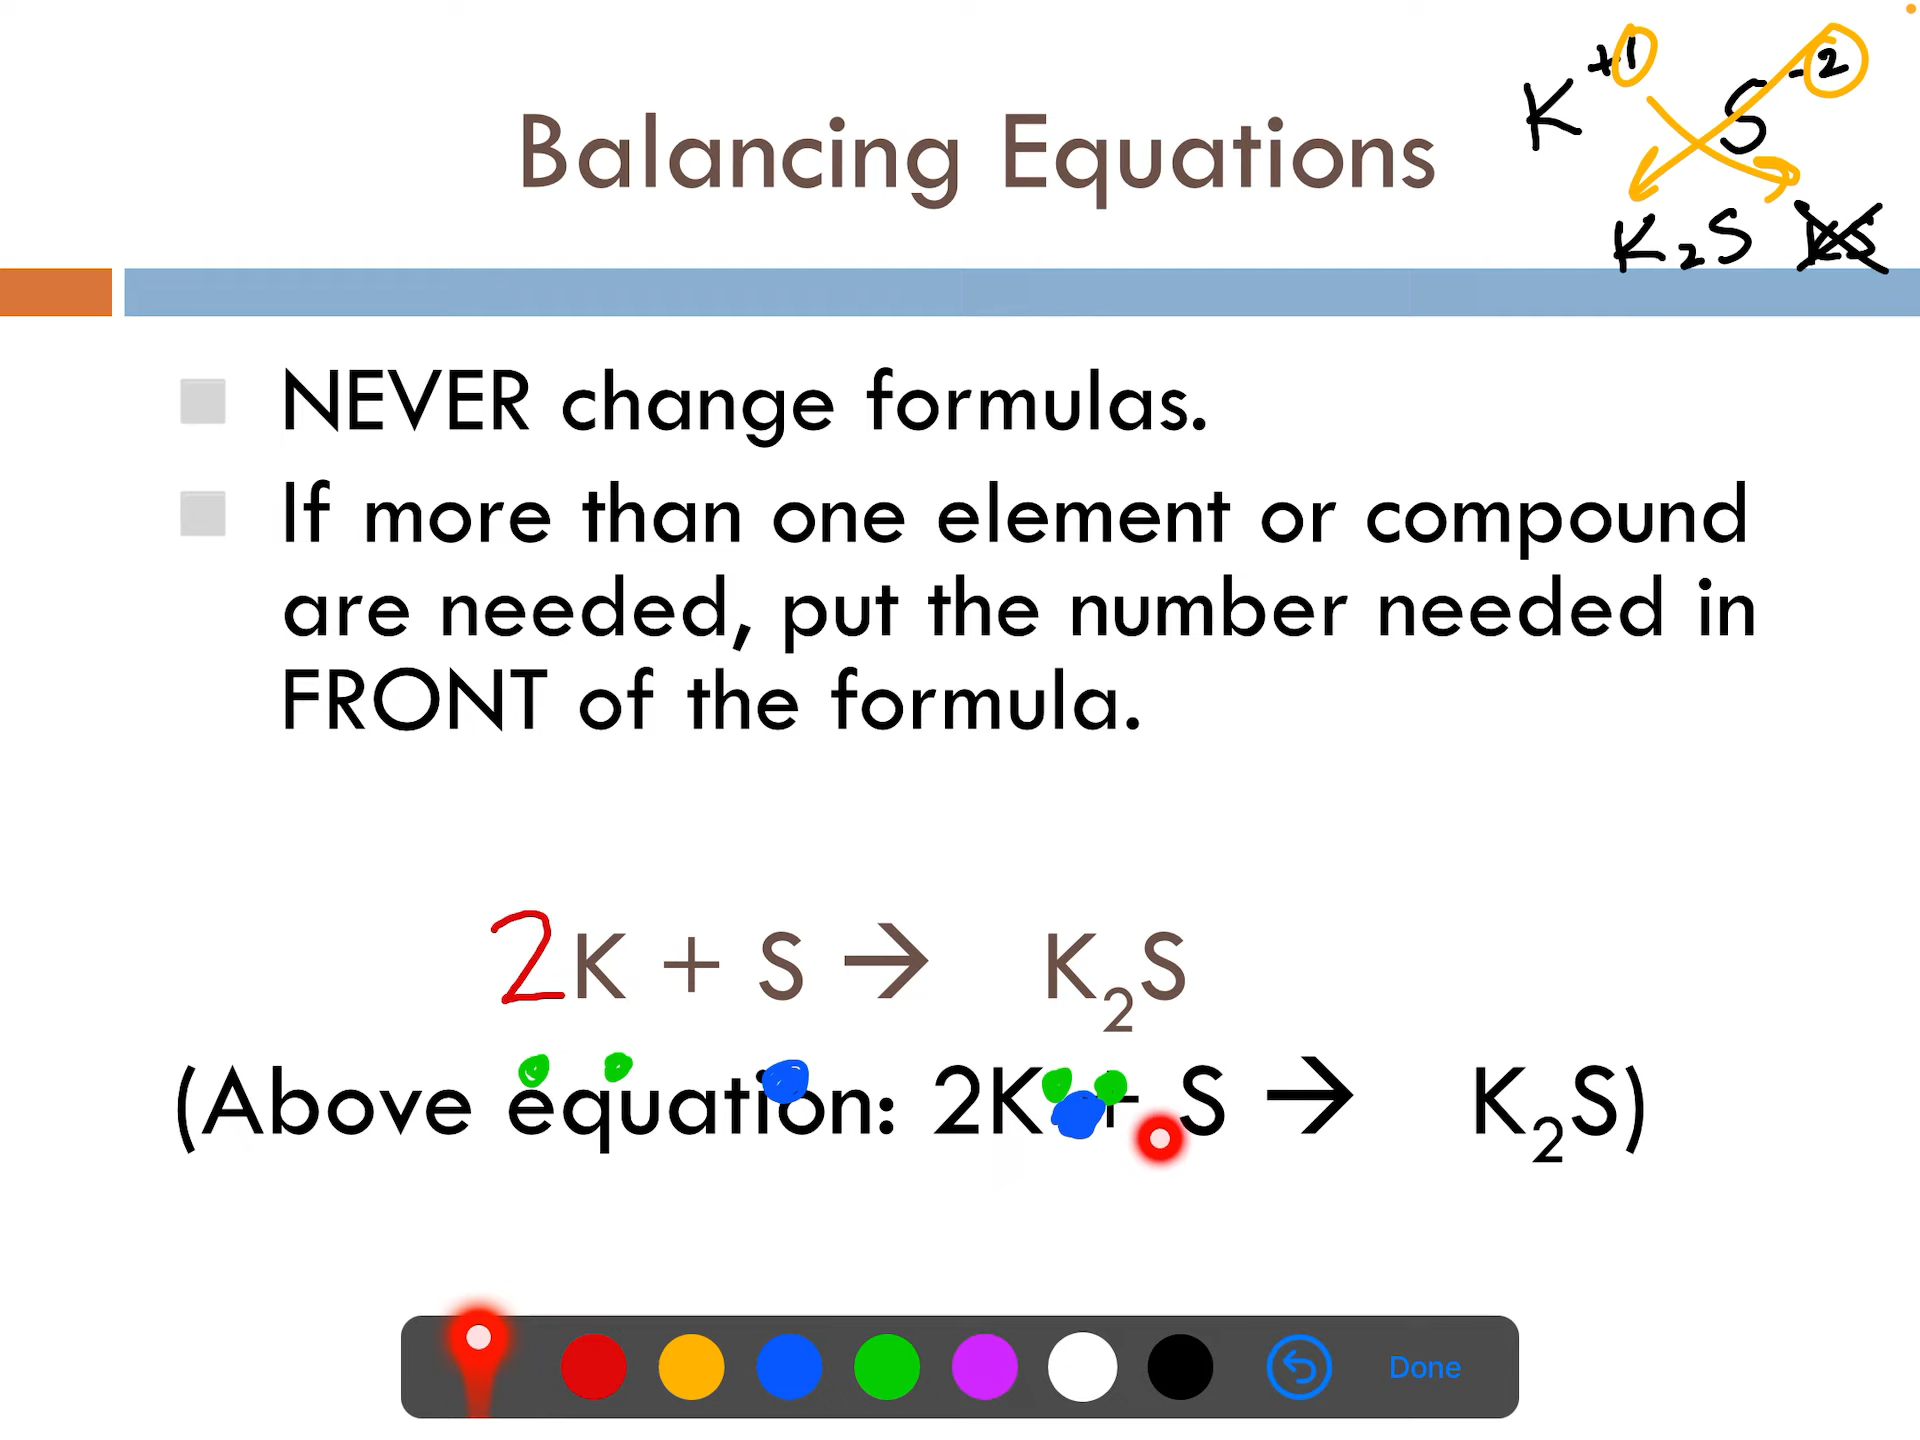 K +1 S -2
Balancing Equations
K2S KS
NEVER change formulas.
If more than one element or compound
are needed, put the number needed in
FRONT of the formula.
2K + S → K₂S
(Above equation: 2K + S → K₂S)
Done